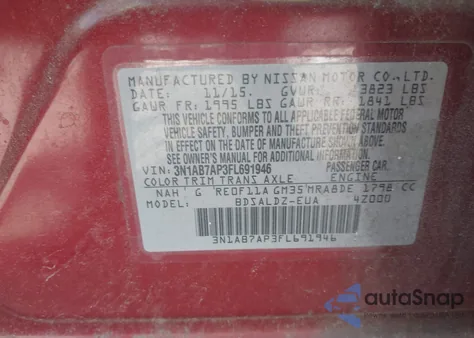 MANUFACTURED BY NISSAN MOTOR CO., LTD.
DATE: 11/15 GVWR: 3823 LBS
GAWR FR: 1995 LBS GAWR RR: 1841 LBS
THIS VEHICLE CONFORMS TO ALL APPLICABLE FEDERAL MOTOR
VEHICLE SAFETY, BUMPER AND THEFT PREVENTION STANDARDS
IN EFFECT ON THE DATE OF MANUFACTURE SHOWN ABOVE.
SEE OWNER'S MANUAL FOR ADDITIONAL INFORMATION.
VIN: 3N1AB7AP3FL691946 PASSENGER CAR
COLOR TRIM TRANS AXLE ENGINE
NAH G RE0F11A GM35 MRA8DE 1798 CC
MODEL: BDSALDZ-EUA 4Z000
3N1AB7AP3FL691946
autoSnap